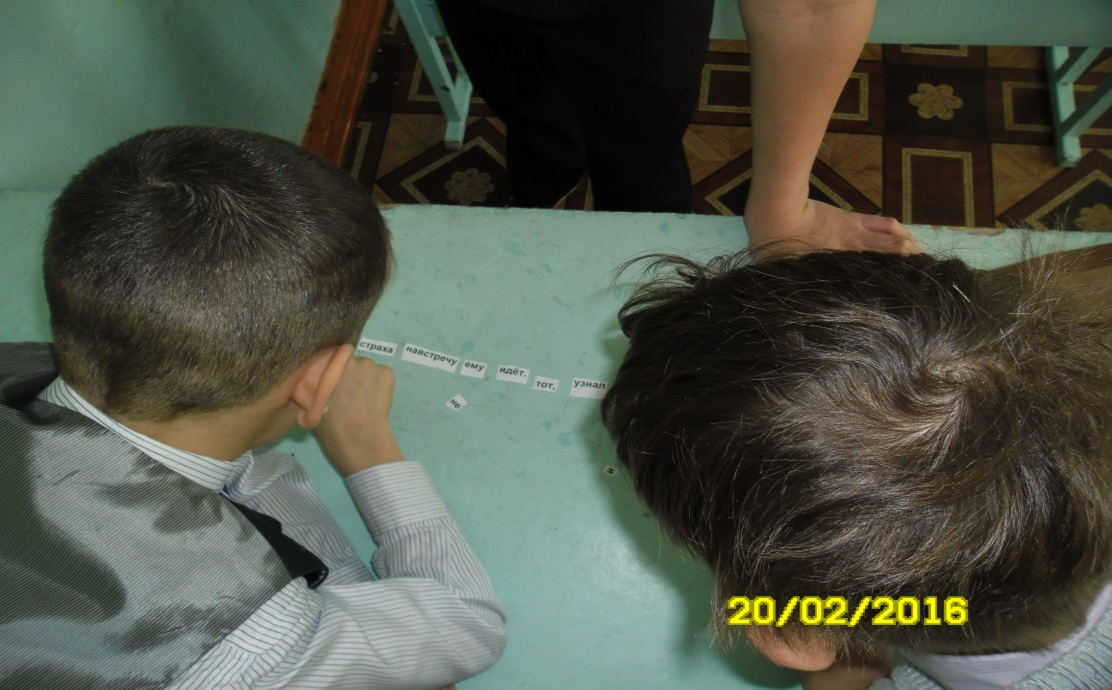 страха навстречу ему идёт. тот, узнал
не
и
20/02/2016